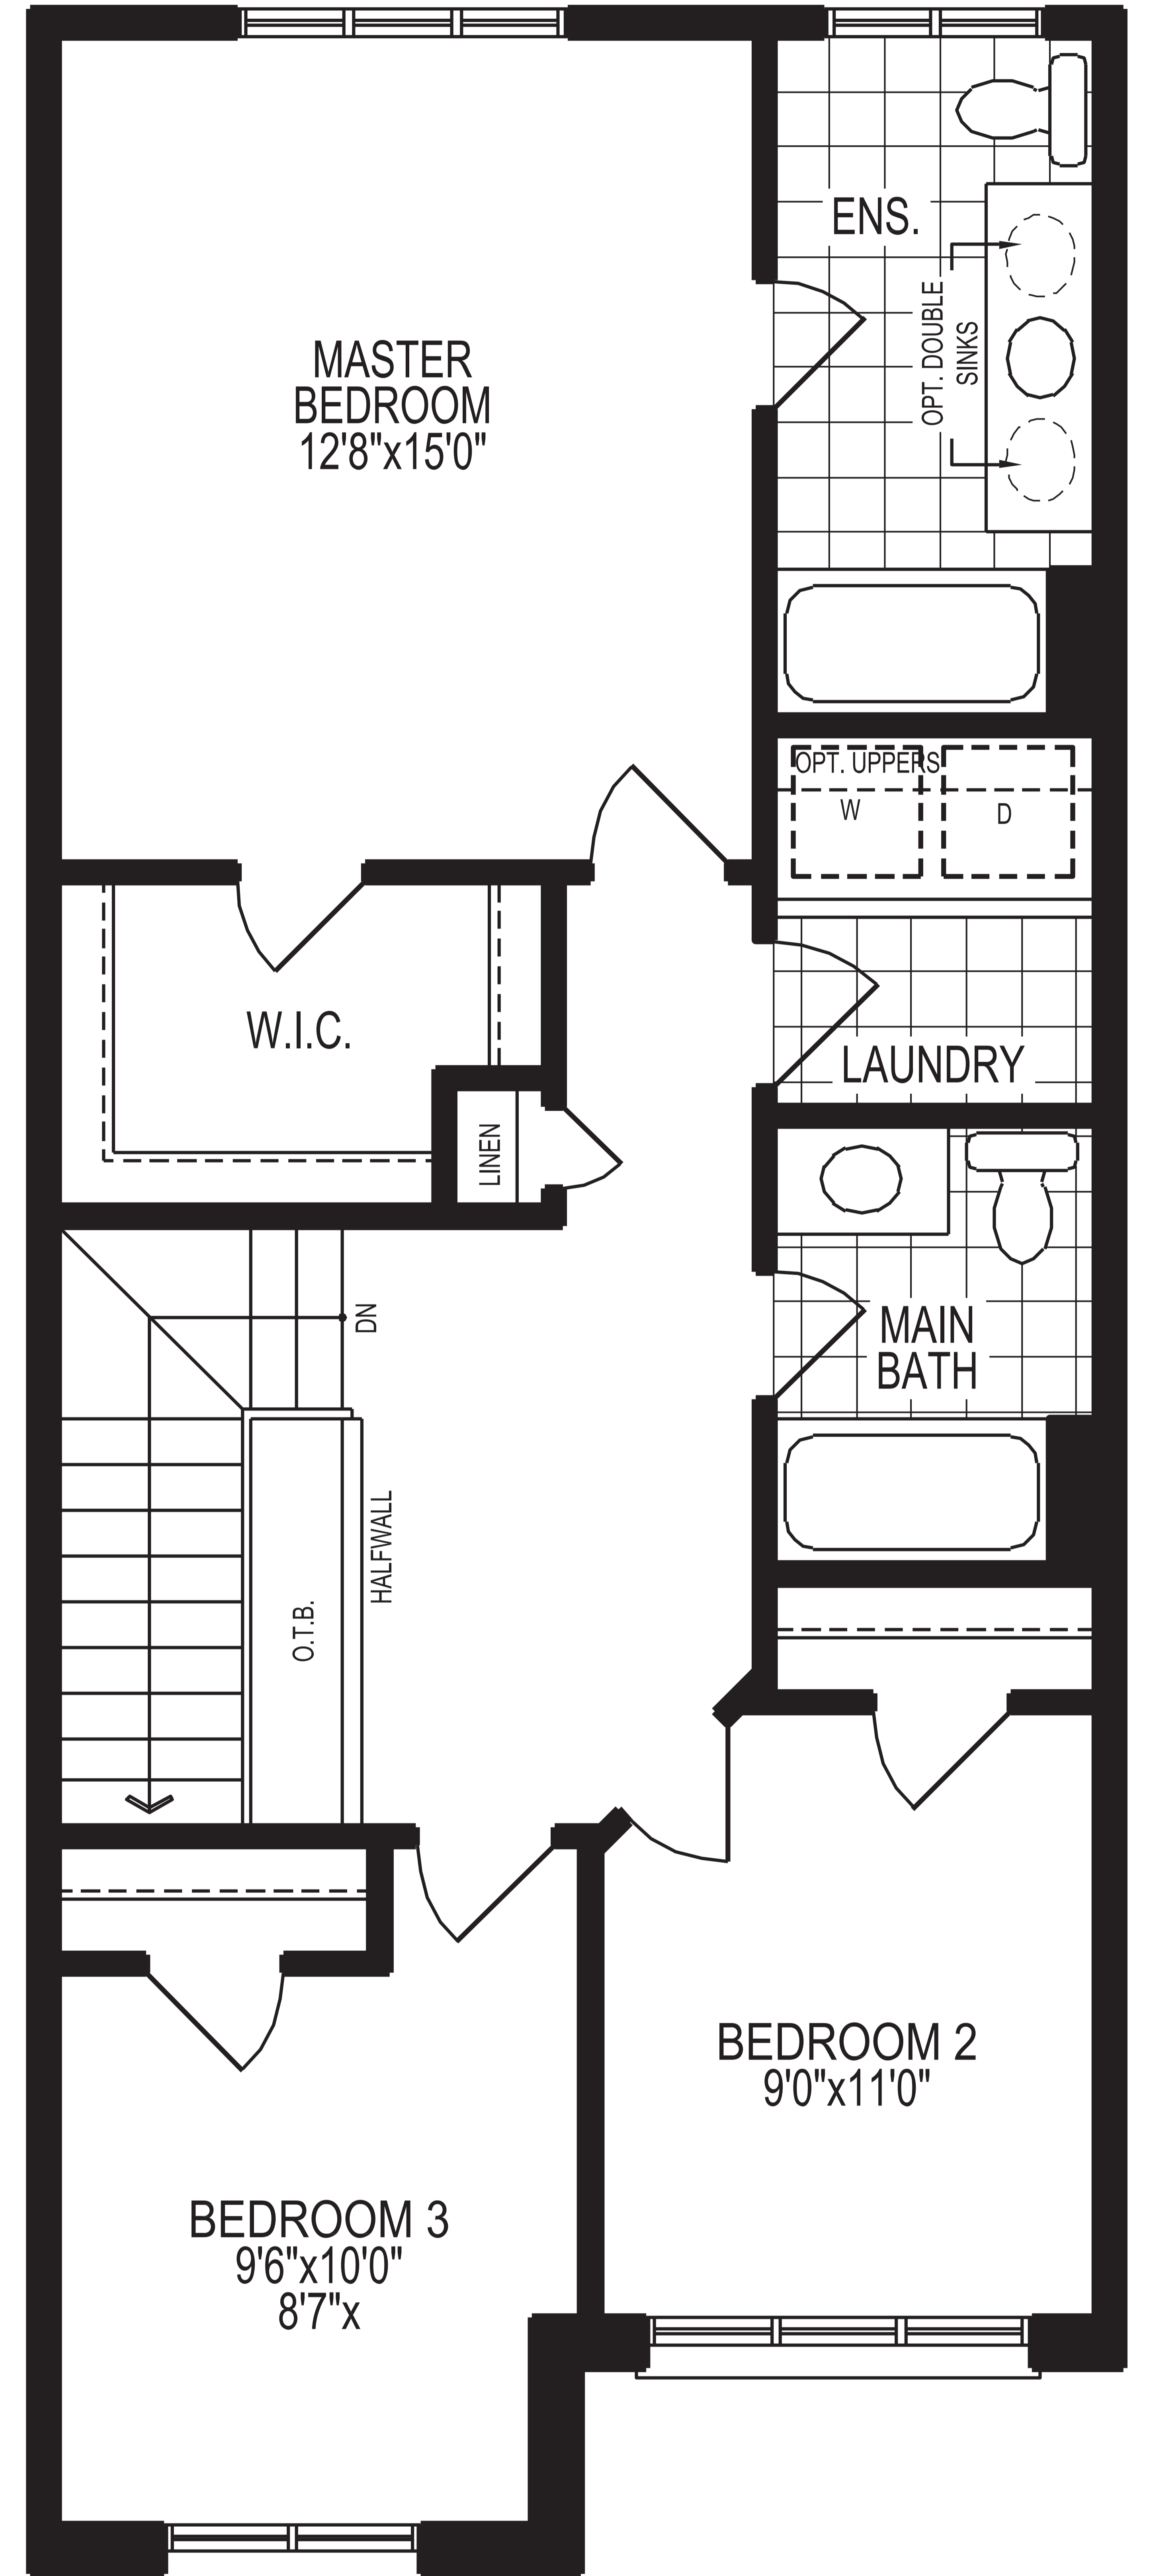 ENS.
OPT. DOUBLE
SINKS
MASTER
BEDROOM
12'8"x15'0"
OPT. UPPERS
W
D
W.I.C.
LAUNDRY
LINEN
DN
MAIN
BATH
HALFWALL
O.T.B.
BEDROOM 2
9'0"x11'0"
BEDROOM 3
9'6"x10'0"
8'7"x